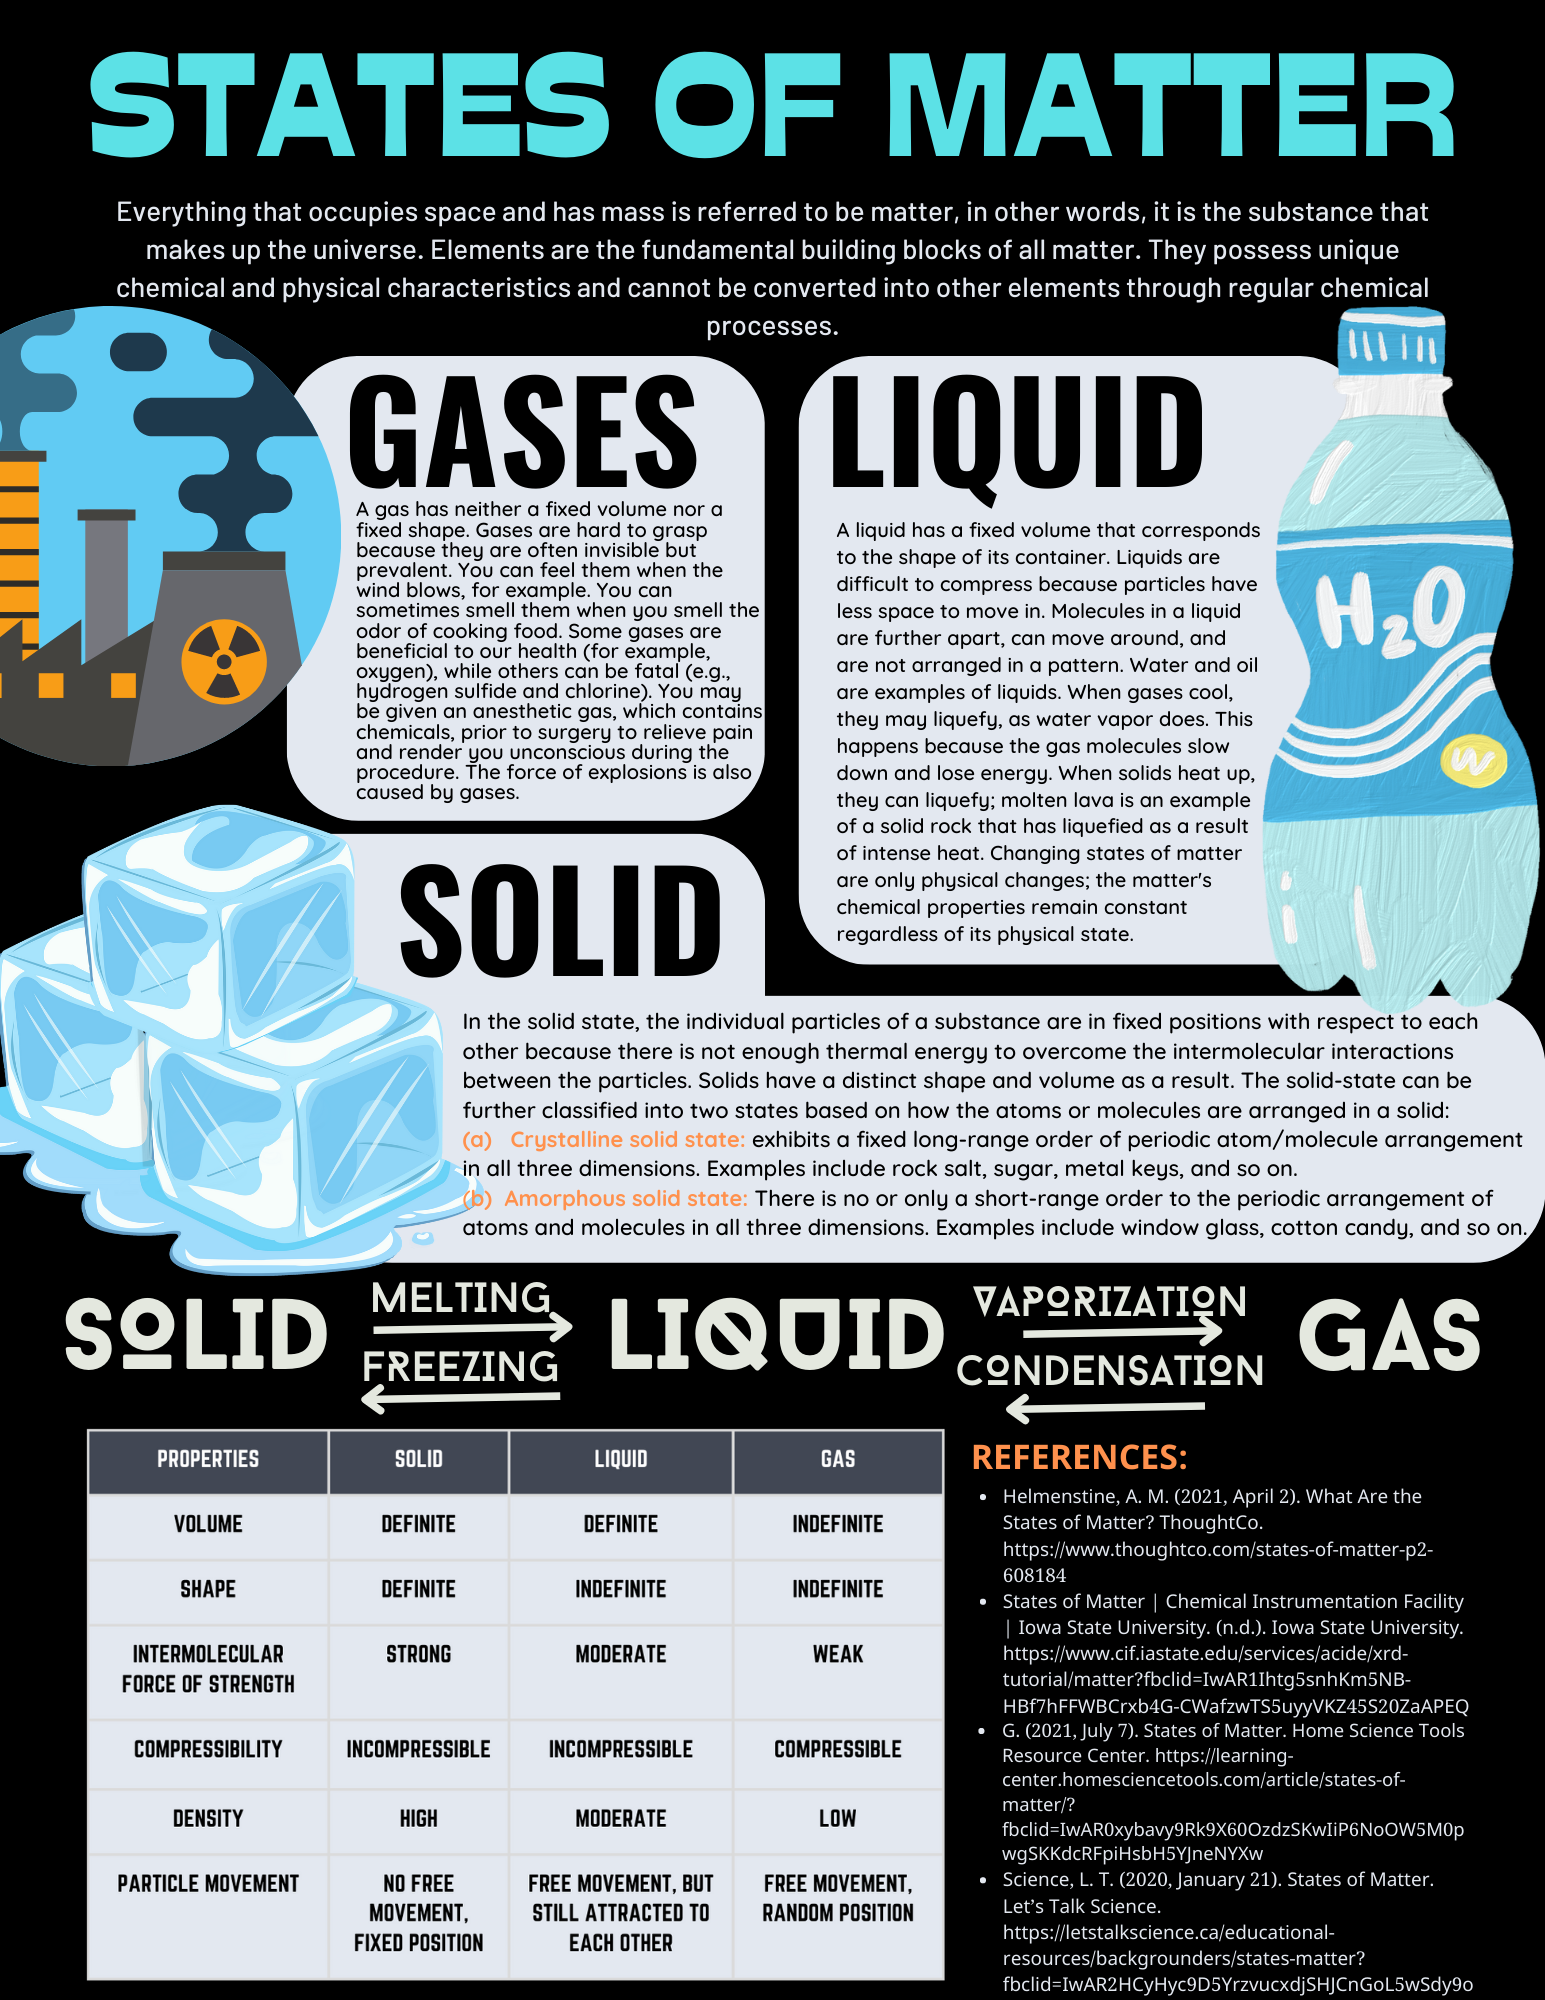 STATES OF MATTER
Everything that occupies space and has mass is referred to be matter, in other words, it is the substance that
makes up the universe. Elements are the fundamental building blocks of all matter. They possess unique
chemical and physical characteristics and cannot be converted into other elements through regular chemical
processes.
GASES
A gas has neither a fixed volume nor a
fixed shape. Gases are hard to grasp
because they are often invisible but
prevalent. You can feel them when the
wind blows, for example. You can
sometimes smell them when you smell the
odor of cooking food. Some gases are
beneficial to our health (for example,
oxygen), while others can be fatal (e.g.,
hydrogen sulfide and chlorine). You may
be given an anesthetic gas, which contains
chemicals, prior to surgery to relieve pain
and render you unconscious during the
procedure. The force of explosions is also
caused by gases.
LIQUID
A liquid has a fixed volume that corresponds
to the shape of its container. Liquids are
difficult to compress because particles have
less space to move in. Molecules in a liquid
are further apart, can move around, and
are not arranged in a pattern. Water and oil
are examples of liquids. When gases cool,
they may liquefy, as water vapor does. This
happens because the gas molecules slow
down and lose energy. When solids heat up,
they can liquefy; molten lava is an example
of a solid rock that has liquefied as a result
of intense heat. Changing states of matter
are only physical changes; the matter's
chemical properties remain constant
regardless of its physical state.
H2O
W
SOLID
In the solid state, the individual particles of a substance are in fixed positions with respect to each
other because there is not enough thermal energy to overcome the intermolecular interactions
between the particles. Solids have a distinct shape and volume as a result. The solid-state can be
further classified into two states based on how the atoms or molecules are arranged in a solid:
(a) Crystalline solid state: exhibits a fixed long-range order of periodic atom/molecule arrangement
in all three dimensions. Examples include rock salt, sugar, metal keys, and so on.
(b) Amorphous solid state: There is no or only a short-range order to the periodic arrangement of
atoms and molecules in all three dimensions. Examples include window glass, cotton candy, and so on.
SOLID MELTING LIQUID VAPORIZATION GAS
FREEZING CONDENSATION
PROPERTIES SOLID LIQUID GAS
VOLUME DEFINITE DEFINITE INDEFINITE
SHAPE DEFINITE INDEFINITE INDEFINITE
INTERMOLECULAR STRONG MODERATE WEAK
FORCE OF STRENGTH
COMPRESSIBILITY INCOMPRESSIBLE INCOMPRESSIBLE COMPRESSIBLE
DENSITY HIGH MODERATE LOW
PARTICLE MOVEMENT NO FREE FREE MOVEMENT, BUT FREE MOVEMENT,
MOVEMENT, STILL ATTRACTED TO RANDOM POSITION
FIXED POSITION EACH OTHER
REFERENCES:
• Helmenstine, A. M. (2021, April 2). What Are the
States of Matter? ThoughtCo.
https://www.thoughtco.com/states-of-matter-p2-
608184
• States of Matter | Chemical Instrumentation Facility
| Iowa State University. (n.d.). Iowa State University.
https://www.cif.iastate.edu/services/acide/xrd-
tutorial/matter?fbclid=IwAR1Ihtg5snhKm5NB-
HBf7hFFWBCrxb4G-CWafzwTS5uyyVKZ45S20ZaAPEQ
• G. (2021, July 7). States of Matter. Home Science Tools
Resource Center. https://learning-
center.homesciencetools.com/article/states-of-
matter/?
fbclid=IwAR0xybavy9Rk9X60OzdzSKwIiP6NoOW5M0p
wgSKKdcRFpiHsbH5YJneNYXw
• Science, L. T. (2020, January 21). States of Matter.
Let's Talk Science.
https://letstalkscience.ca/educational-
resources/backgrounders/states-matter?
fbclid=IwAR2HCyHyc9D5YrzvucxdjSHJCnGoL5wSdy9o